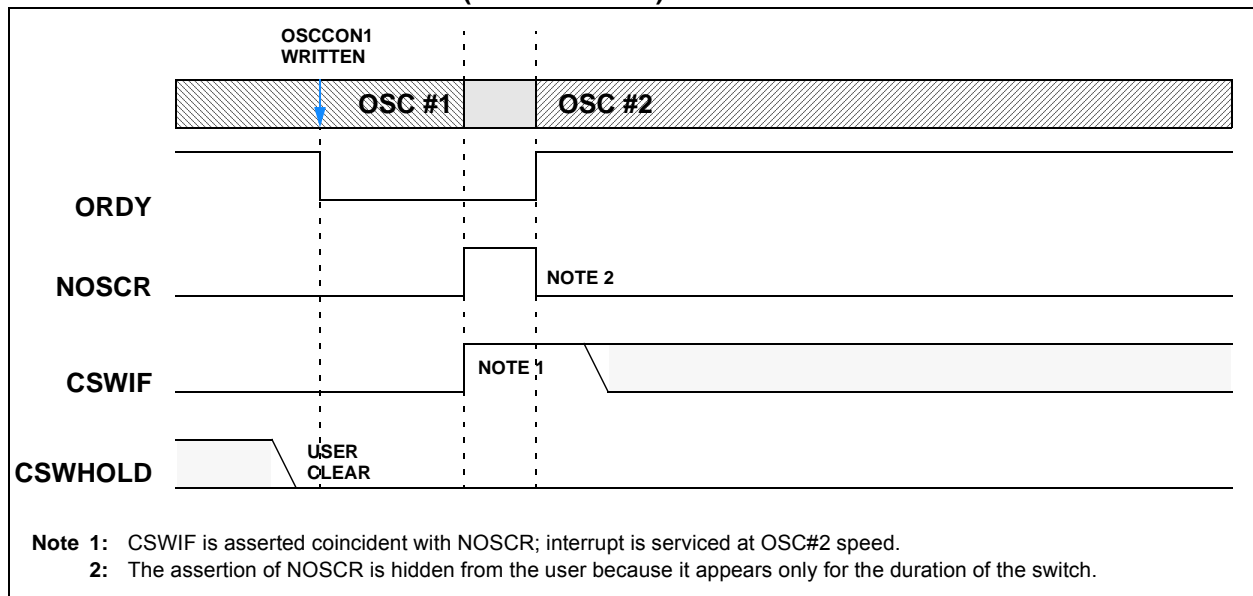 OSCCON1
WRITTEN
OSC #1
OSC #2
ORDY
NOSCR
NOTE 2
CSWIF
NOTE 1
CSWHOLD
USER
CLEAR
Note 1: CSWIF is asserted coincident with NOSCR; interrupt is serviced at OSC#2 speed.
2: The assertion of NOSCR is hidden from the user because it appears only for the duration of the switch.